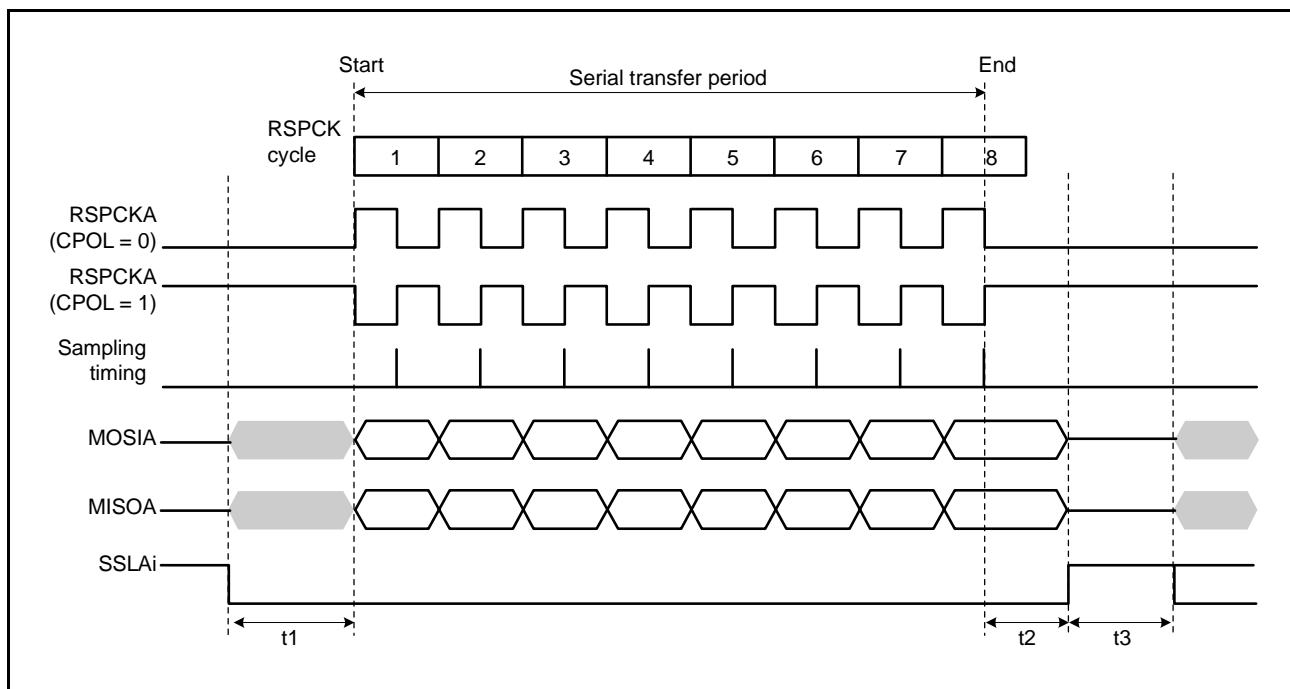 Start
Serial transfer period
End
RSPCK
cycle
1 2 3 4 5 6 7 8
RSPCKA
(CPOL = 0)
RSPCKA
(CPOL = 1)
Sampling
timing
MOSIA
MISOA
SSLAi
t1
t2
t3